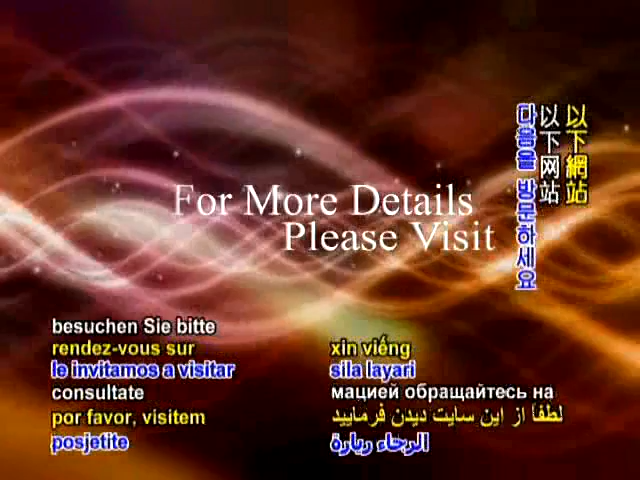 For More Details
Please Visit
以下網站
以下网站
다음을 방문하세요
besuchen Sie bitte
rendez-vous sur
le invitamos a visitar
consultate
por favor, visitem
posjetite
xin viếng
sila layari
мацией обращайтесь на
لطفاً از این سایت دیدن فرمایید
الرجاء زيارة